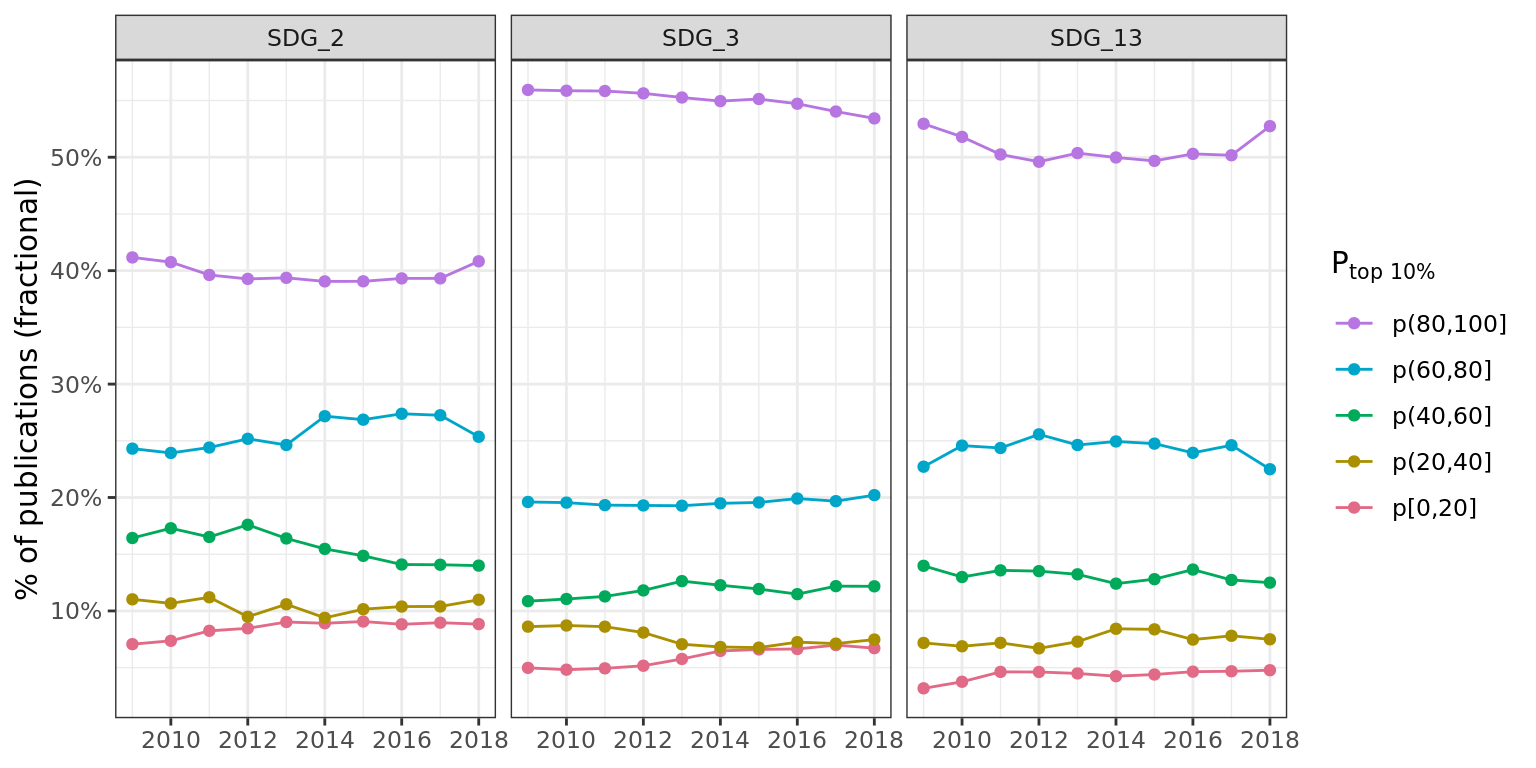 SDG_2
SDG_3
SDG_13
% of publications (fractional)
50%
40%
30%
20%
10%
2010 2012 2014 2016 2018
2010 2012 2014 2016 2018
2010 2012 2014 2016 2018
Ptop 10%
p(80,100]
p(60,80]
p(40,60]
p(20,40]
p[0,20]